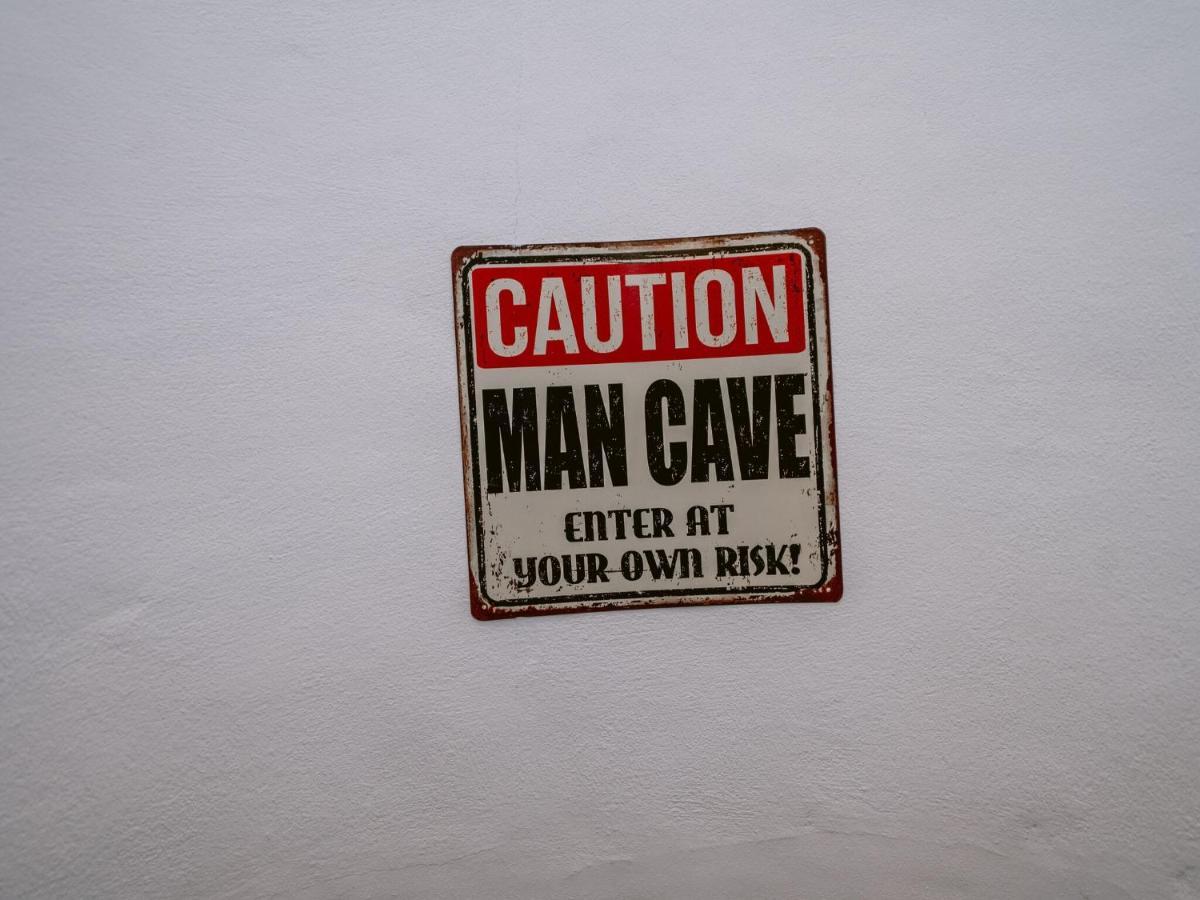 CAUTION
MAN CAVE
ENTER AT
YOUR OWN RISK!